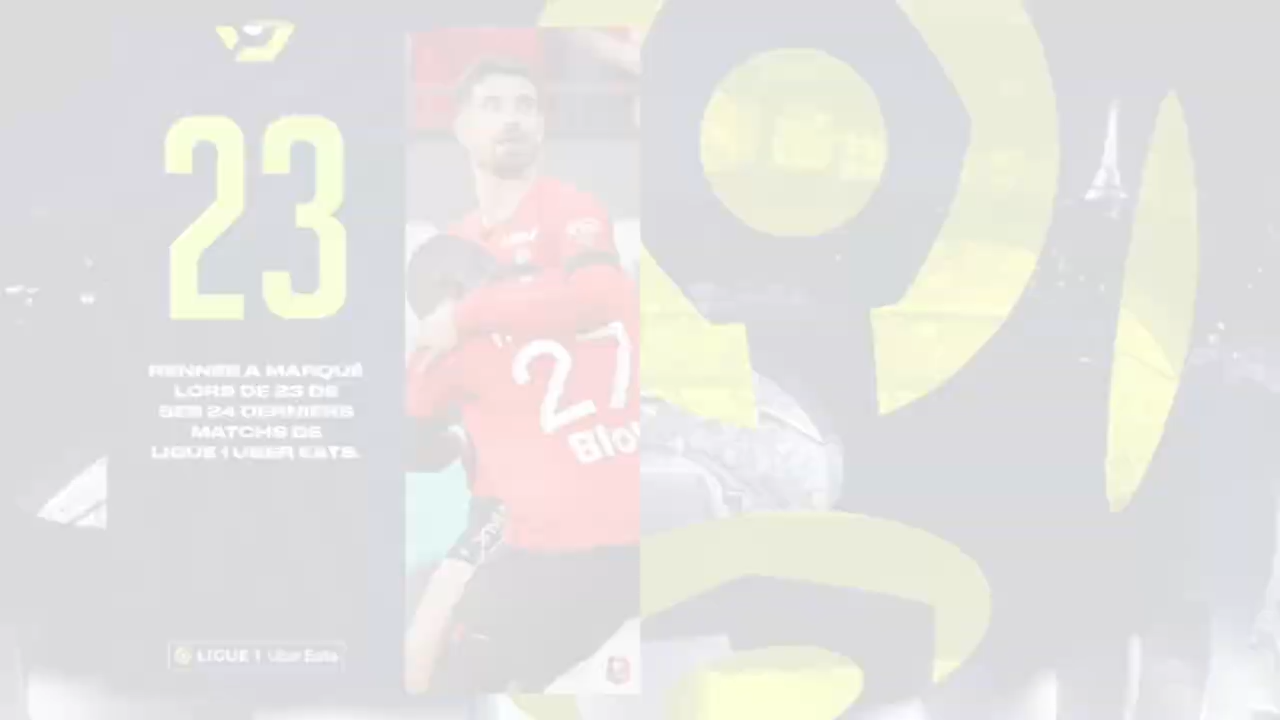 23
RENNES A MARQUÉ
LORS DE 23 DE
SES 24 DERNIERS
MATCHS DE
LIGUE 1 UBER EATS.
LIGUE 1 Uber Eats
27
Blo